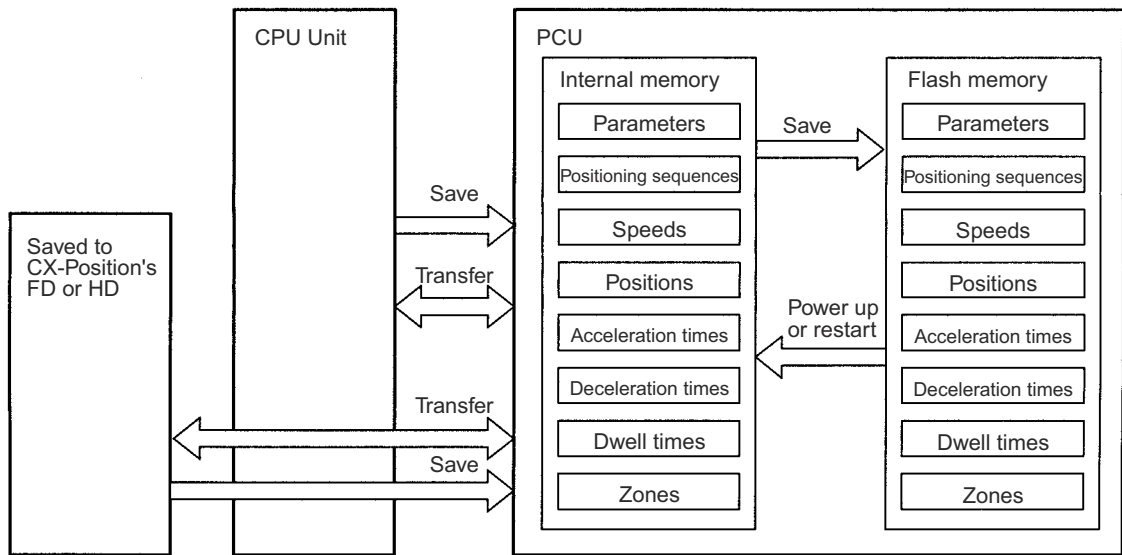 CPU Unit
PCU
Internal memory
Flash memory
Parameters
Save
Parameters
Positioning sequences
Positioning sequences
Save
Speeds
Speeds
Saved to
CX-Position's
FD or HD
Transfer
Positions
Positions
Power up
or restart
Acceleration times
Acceleration times
Deceleration times
Deceleration times
Transfer
Dwell times
Dwell times
Save
Zones
Zones